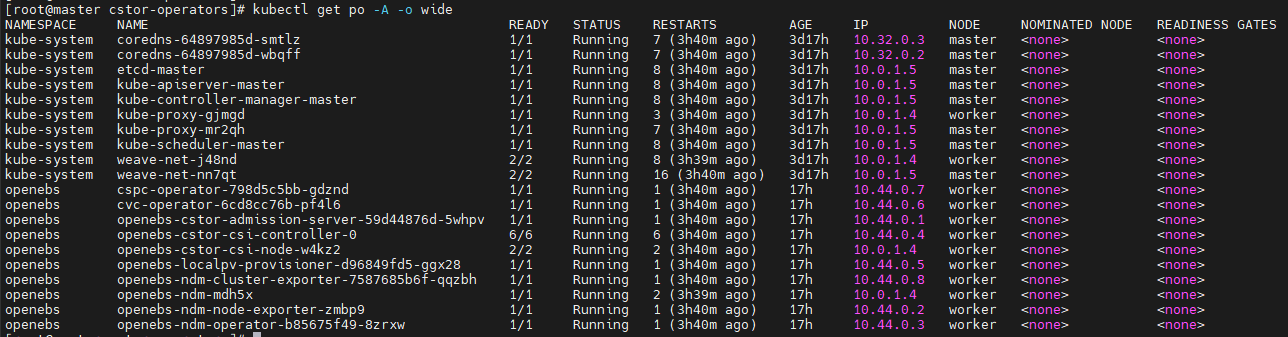 [root@master cstor-operators]# kubectl get po -A -o wide
NAMESPACE NAME READY STATUS RESTARTS AGE IP NODE NOMINATED NODE READINESS GATES
kube-system coredns-64897985d-smtlz 1/1 Running 7 (3h40m ago) 3d17h 10.32.0.3 master <none> <none>
kube-system coredns-64897985d-wbqff 1/1 Running 7 (3h40m ago) 3d17h 10.32.0.2 master <none> <none>
kube-system etcd-master 1/1 Running 8 (3h40m ago) 3d17h 10.0.1.5 master <none> <none>
kube-system kube-apiserver-master 1/1 Running 8 (3h40m ago) 3d17h 10.0.1.5 master <none> <none>
kube-system kube-controller-manager-master 1/1 Running 8 (3h40m ago) 3d17h 10.0.1.5 master <none> <none>
kube-system kube-proxy-gjmgd 1/1 Running 3 (3h40m ago) 3d17h 10.0.1.4 worker <none> <none>
kube-system kube-proxy-mr2qh 1/1 Running 7 (3h40m ago) 3d17h 10.0.1.5 master <none> <none>
kube-system kube-scheduler-master 1/1 Running 8 (3h40m ago) 3d17h 10.0.1.5 master <none> <none>
kube-system weave-net-j48nd 2/2 Running 8 (3h39m ago) 3d17h 10.0.1.4 worker <none> <none>
kube-system weave-net-nn7qt 2/2 Running 16 (3h40m ago) 3d17h 10.0.1.5 master <none> <none>
openebs cspc-operator-798d5c5bb-gdznd 1/1 Running 1 (3h40m ago) 17h 10.44.0.7 worker <none> <none>
openebs cvc-operator-6cd8cc76b-pf4l6 1/1 Running 1 (3h40m ago) 17h 10.44.0.6 worker <none> <none>
openebs openebs-cstor-admission-server-59d44876d-5whpv 1/1 Running 1 (3h40m ago) 17h 10.44.0.1 worker <none> <none>
openebs openebs-cstor-csi-controller-0 6/6 Running 6 (3h40m ago) 17h 10.44.0.4 worker <none> <none>
openebs openebs-cstor-csi-node-w4kz2 2/2 Running 2 (3h40m ago) 17h 10.0.1.4 worker <none> <none>
openebs openebs-localpv-provisioner-d96849fd5-ggx28 1/1 Running 1 (3h40m ago) 17h 10.44.0.5 worker <none> <none>
openebs openebs-ndm-cluster-exporter-7587685b6f-qqzbh 1/1 Running 1 (3h40m ago) 17h 10.44.0.8 worker <none> <none>
openebs openebs-ndm-mdh5x 1/1 Running 2 (3h39m ago) 17h 10.0.1.4 worker <none> <none>
openebs openebs-ndm-node-exporter-zmbp9 1/1 Running 1 (3h40m ago) 17h 10.44.0.2 worker <none> <none>
openebs openebs-ndm-operator-b85675f49-8zrxw 1/1 Running 1 (3h40m ago) 17h 10.44.0.3 worker <none> <none>